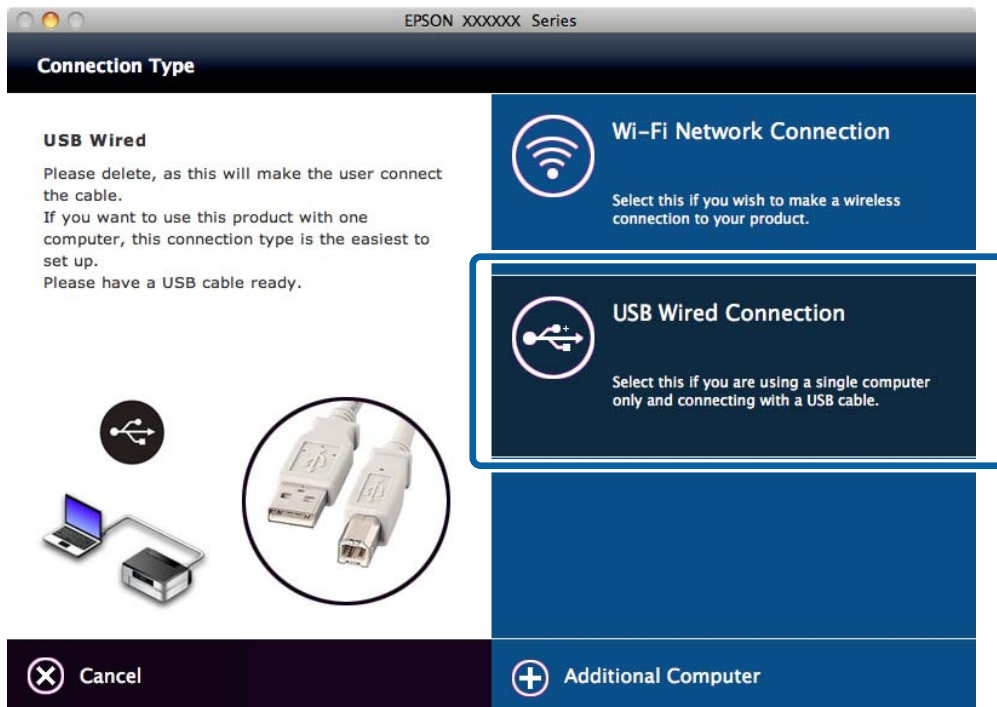 EPSON XXXXXX Series
Connection Type
USB Wired
Please delete, as this will make the user connect
the cable.
If you want to use this product with one
computer, this connection type is the easiest to
set up.
Please have a USB cable ready.
Wi-Fi Network Connection
Select this if you wish to make a wireless
connection to your product.
USB Wired Connection
Select this if you are using a single computer
only and connecting with a USB cable.
Cancel
Additional Computer